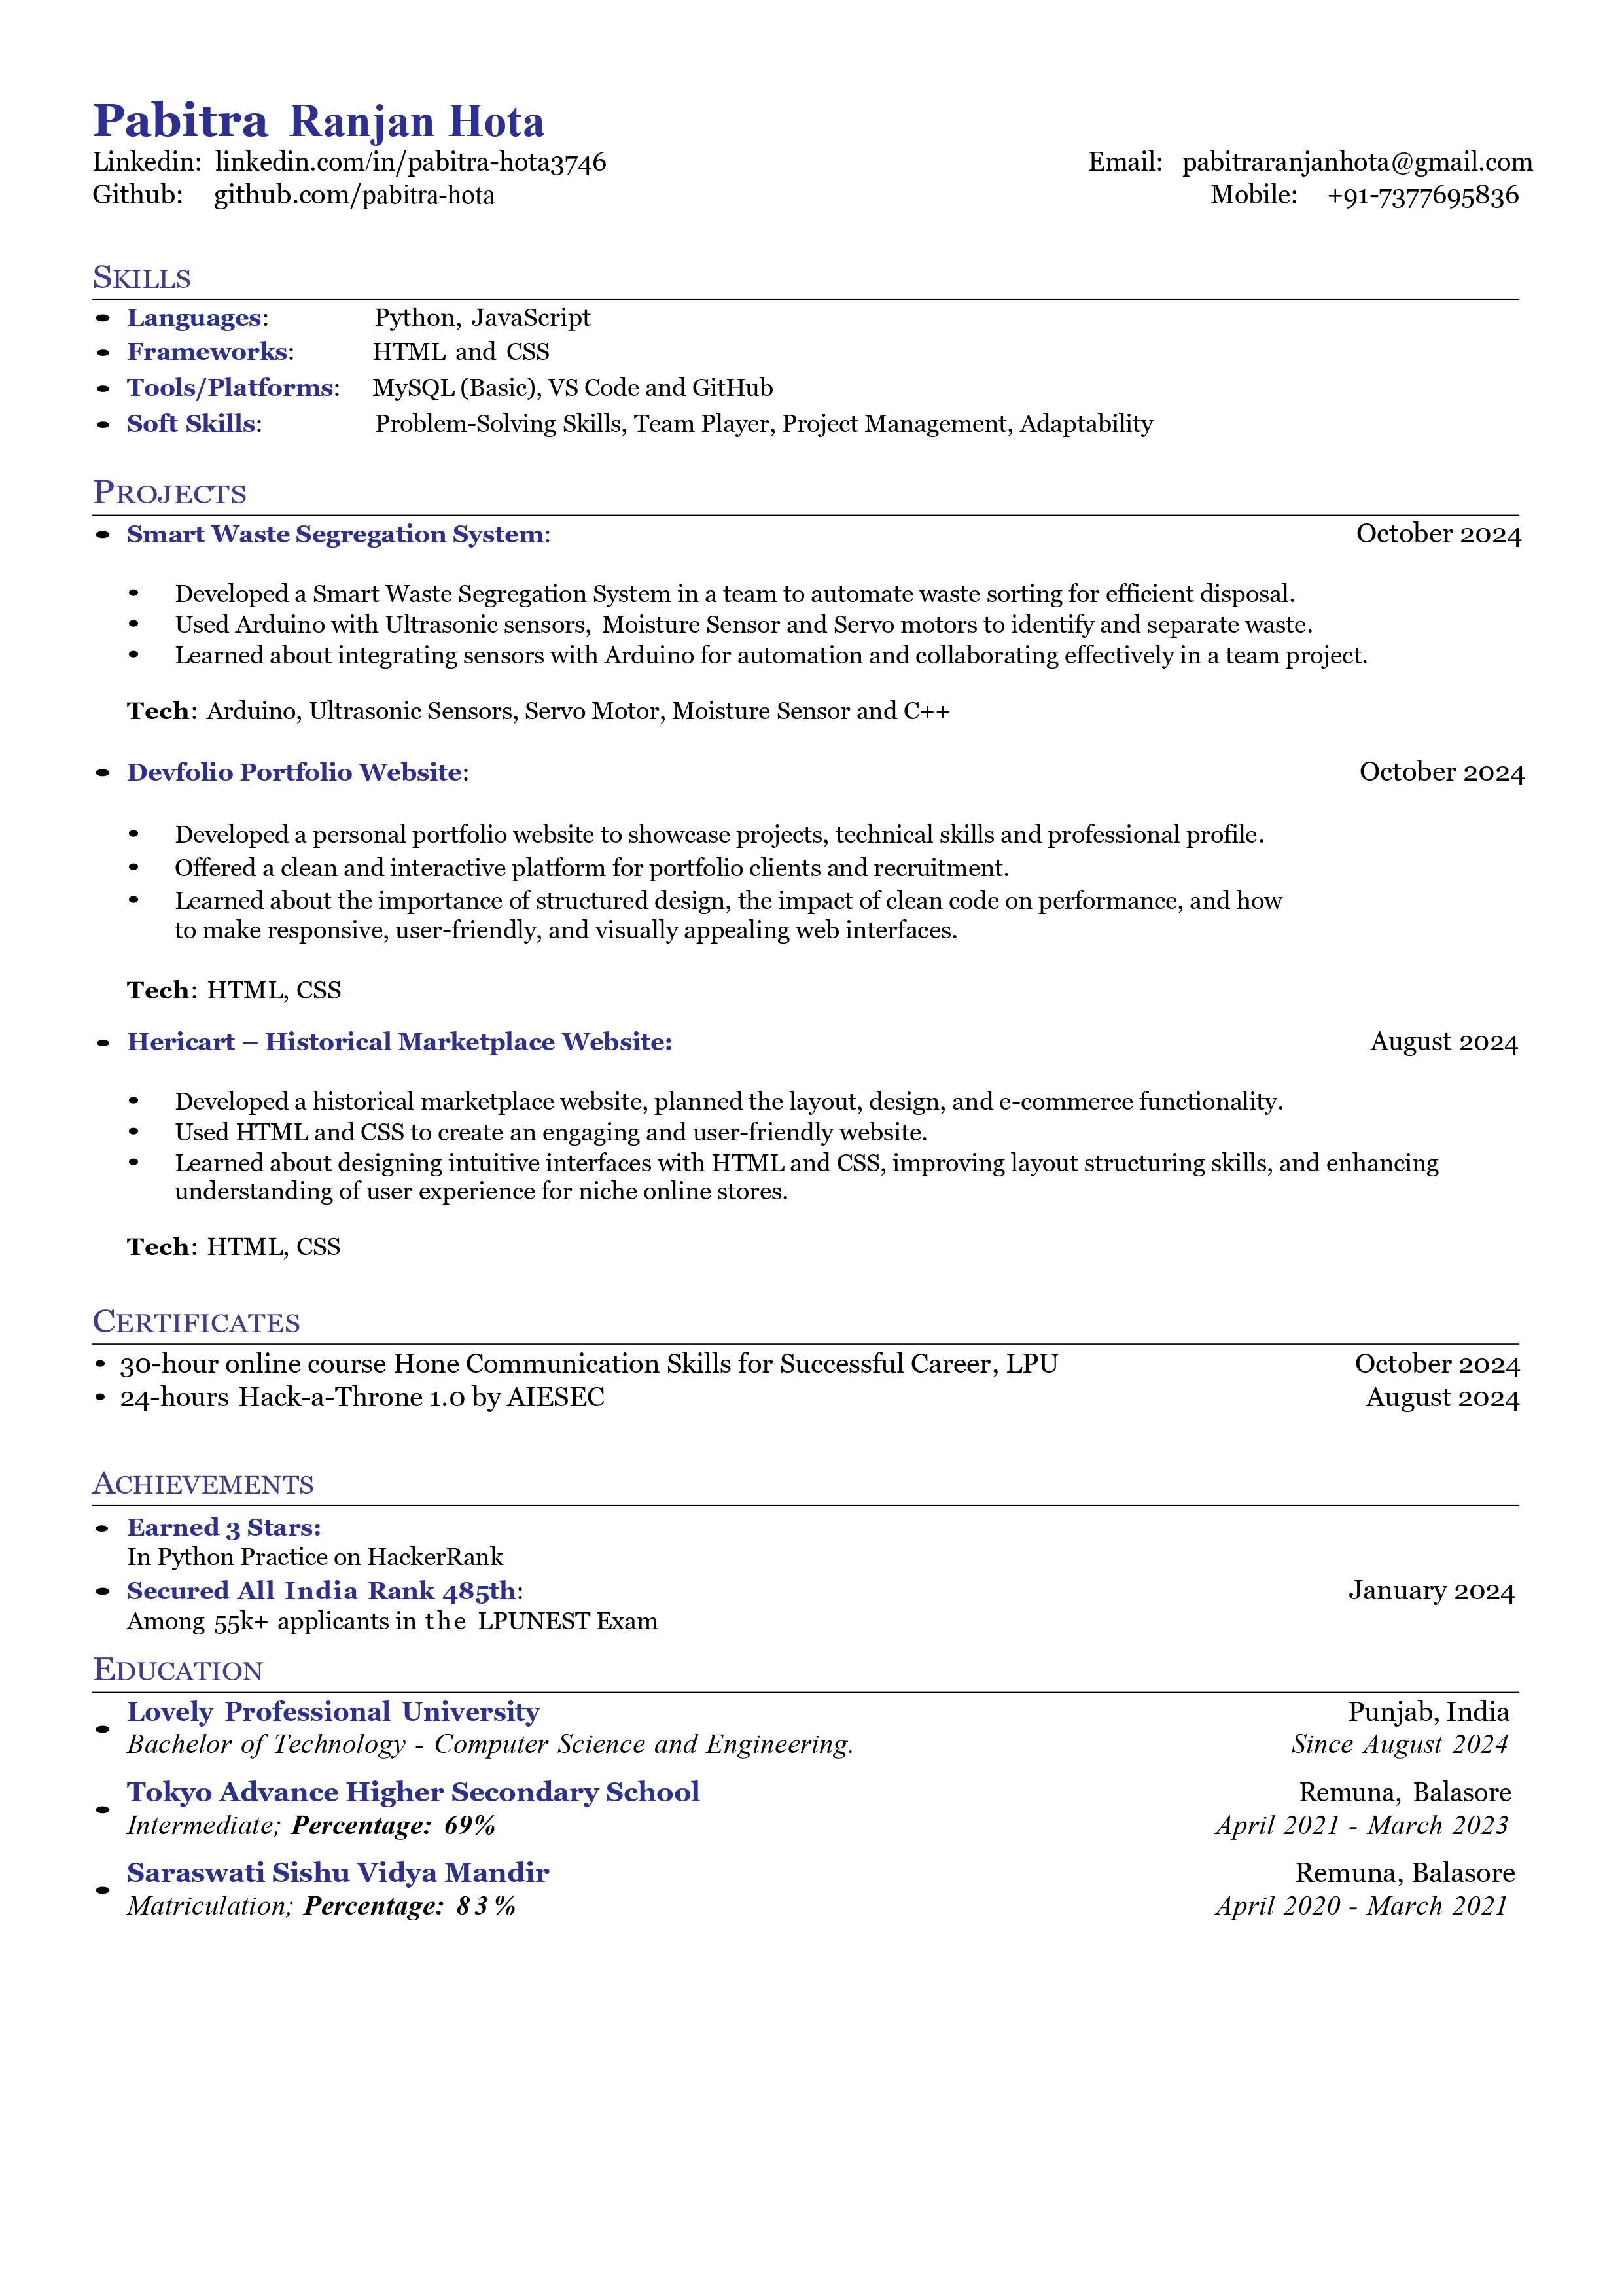 Pabitra Ranjan Hota
Linkedin: linkedin.com/in/pabitra-hota3746 Email: pabitraranjanhota@gmail.com
Github: github.com/pabitra-hota Mobile: +91-7377695836
SKILLS
• Languages: Python, JavaScript
• Frameworks: HTML and CSS
• Tools/Platforms: MySQL (Basic), VS Code and GitHub
• Soft Skills: Problem-Solving Skills, Team Player, Project Management, Adaptability
PROJECTS
• Smart Waste Segregation System: October 2024
• Developed a Smart Waste Segregation System in a team to automate waste sorting for efficient disposal.
• Used Arduino with Ultrasonic sensors, Moisture Sensor and Servo motors to identify and separate waste.
• Learned about integrating sensors with Arduino for automation and collaborating effectively in a team project.
Tech: Arduino, Ultrasonic Sensors, Servo Motor, Moisture Sensor and C++
• Devfolio Portfolio Website: October 2024
• Developed a personal portfolio website to showcase projects, technical skills and professional profile.
• Offered a clean and interactive platform for portfolio clients and recruitment.
• Learned about the importance of structured design, the impact of clean code on performance, and how
to make responsive, user-friendly, and visually appealing web interfaces.
Tech: HTML, CSS
• Hericart – Historical Marketplace Website: August 2024
• Developed a historical marketplace website, planned the layout, design, and e-commerce functionality.
• Used HTML and CSS to create an engaging and user-friendly website.
• Learned about designing intuitive interfaces with HTML and CSS, improving layout structuring skills, and enhancing
understanding of user experience for niche online stores.
Tech: HTML, CSS
CERTIFICATES
• 30-hour online course Hone Communication Skills for Successful Career, LPU October 2024
• 24-hours Hack-a-Throne 1.0 by AIESEC August 2024
ACHIEVEMENTS
• Earned 3 Stars:
In Python Practice on HackerRank
• Secured All India Rank 485th: January 2024
Among 55k+ applicants in the LPUNEST Exam
EDUCATION
• Lovely Professional University Punjab, India
Bachelor of Technology - Computer Science and Engineering. Since August 2024
• Tokyo Advance Higher Secondary School Remuna, Balasore
Intermediate; Percentage: 69% April 2021 - March 2023
• Saraswati Sishu Vidya Mandir Remuna, Balasore
Matriculation; Percentage: 83% April 2020 - March 2021